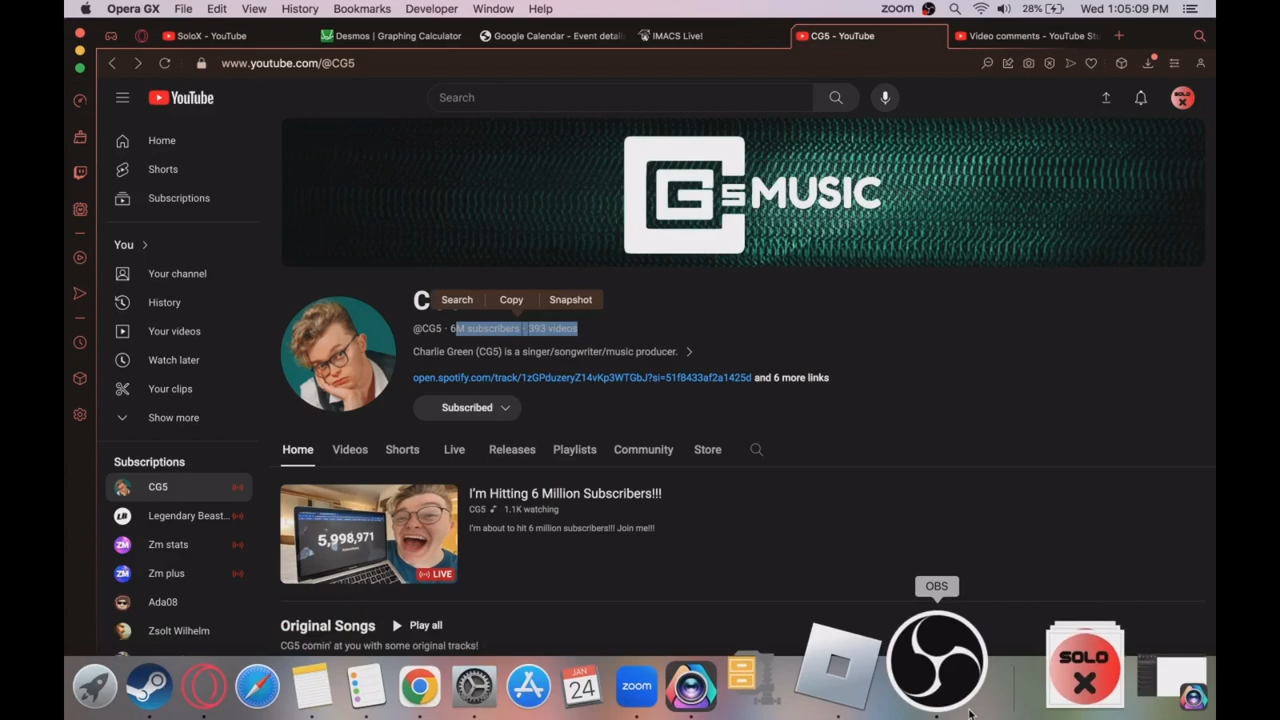 Opera GX File Edit View History Bookmarks Developer Window Help zoom 28% Wed 1:05:09 PM
SoloX - YouTube Desmos | Graphing Calculator Google Calendar - Event detai IMACS Live! CG5 - YouTube Video comments - YouTube Stu
www.youtube.com/@CG5
YouTube Search SOLO X
Home
Shorts
Subscriptions
You
Your channel
History
Your videos
Watch later
Your clips
Show more
Subscriptions
CG5
Legendary Beast...
Zm stats
Zm plus
Ada08
Zsolt Wilhelm
CG5 MUSIC
C Search Copy Snapshot
@CG5 · 6M subscribers · 393 videos
Charlie Green (CG5) is a singer/songwriter/music producer.
open.spotify.com/track/1zGPduzeryZ14vKp3WTGbJ?si=51f8433af2a1425d and 6 more links
Subscribed
Home Videos Shorts Live Releases Playlists Community Store
5,998,971
LIVE
I'm Hitting 6 Million Subscribers!!!
CG5 1.1K watching
I'm about to hit 6 million subscribers!!! Join me!!!
Original Songs Play all
CG5 comin' at you with some original tracks!
OBS
JAN
24
zoom
SOLO
X